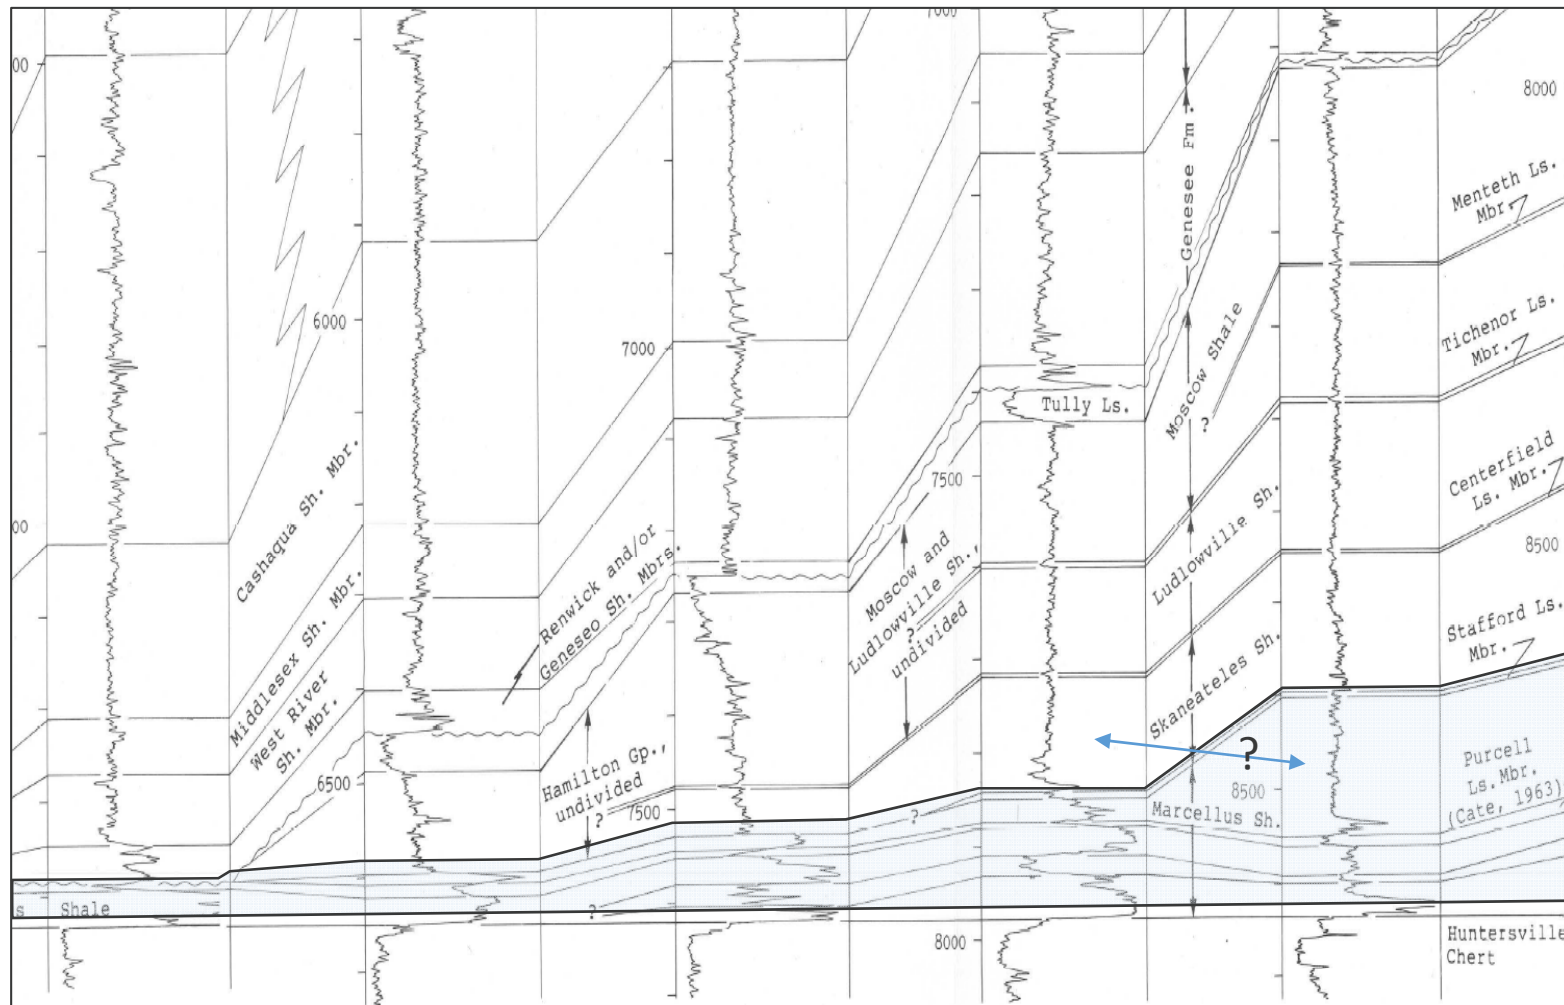 7000
00
8000
Genesee Fm.
Menteth Ls.
Mbr.
6000
7000
Tichenor Ls.
Mbr.
Moscow Shale
?
Tully Ls.
Cashaqua Sh. Mbr.
7500
Centerfield
Ls. Mbr.
00
8500
Middlesex Sh. Mbr.
West River
Sh. Mbr.
Renwick and/or
Geneseo Sh. Mbrs.
Moscow and
Ludlowville Sh.,
?
undivided
Ludlowville Sh.
Stafford Ls.
Mbr.
Skaneateles Sh.
?
6500
Hamilton Gp.,
undivided
?
7500
?
8500
Marcellus Sh.
Purcell
Ls. Mbr.
(Cate, 1963)
s Shale
?
8000
Huntersville
Chert